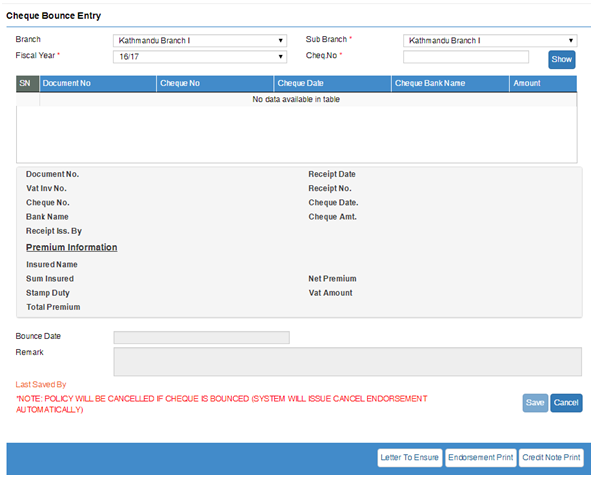 Cheque Bounce Entry
Branch Kathmandu Branch I Sub Branch * Kathmandu Branch I
Fiscal Year * 16/17 Cheq.No * Show
SN Document No Cheque No Cheque Date Cheque Bank Name Amount
No data available in table
Document No. Receipt Date
Vat Inv No. Receipt No.
Cheque No. Cheque Date.
Bank Name Cheque Amt.
Receipt Iss. By
Premium Information
Insured Name
Sum Insured Net Premium
Stamp Duty Vat Amount
Total Premium
Bounce Date
Remark
Last Saved By
*NOTE: POLICY WILL BE CANCELLED IF CHEQUE IS BOUNCED (SYSTEM WILL ISSUE CANCEL ENDORSEMENT
AUTOMATICALLY)
Save Cancel
Letter To Ensure Endorsement Print Credit Note Print